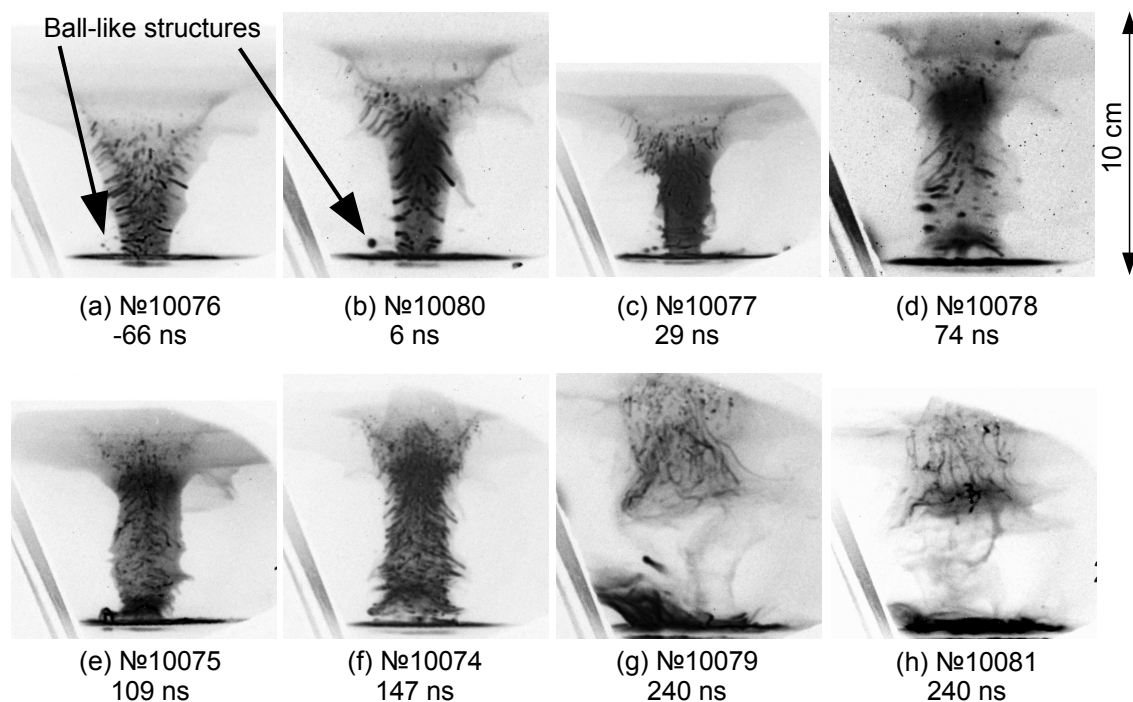 Ball-like structures
10 cm
(a) №10076
-66 ns
(b) №10080
6 ns
(c) №10077
29 ns
(d) №10078
74 ns
(e) №10075
109 ns
(f) №10074
147 ns
(g) №10079
240 ns
(h) №10081
240 ns